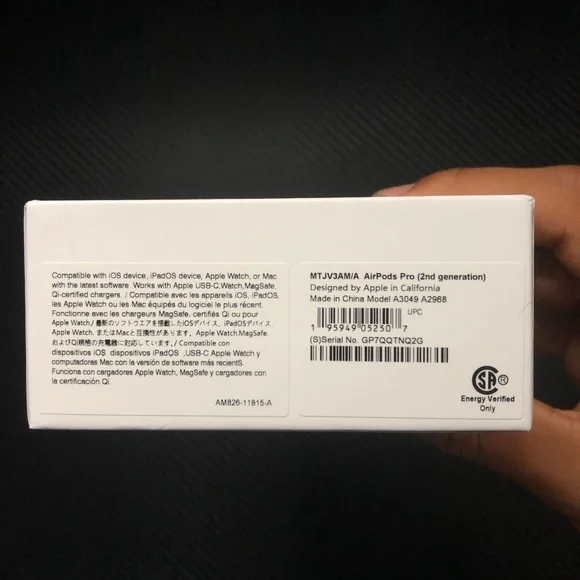 Compatible with iOS device, iPadOS device, Apple Watch, or Mac
with the latest software. Works with Apple USB-C,Watch,MagSafe,
Qi-certified chargers. / Compatible avec les appareils iOS, iPadOS,
les Apple Watch ou les Mac équipés du logiciel le plus récent.
Fonctionne avec les chargeurs MagSafe. certifiés Qi ou pour
Apple Watch./ 最新のソフトウエアを搭載したiOSデバイス、iPadOSデバイス、
Apple Watch. またはMacと互換性があります. Apple Watch.MagSafe.
およびQi規格の充電器に対応しています. / Compatible con
dispositivos iOS dispositivos iPadOS ,USB-C Apple Watch y
computadoras Mac con la versión de software más recientS.
Funciona con cargadores Apple Watch, MagSafe y cargadores con
la certificación Qi.
AM826-11815-A
MTJV3AM/A AirPods Pro (2nd generation)
Designed by Apple in California
Made in China Model A3049 A2968
UPC
1 95949 05250 7
(S)Serial No. GP7QQTNQ2G
SA ®
Energy Verified
Only